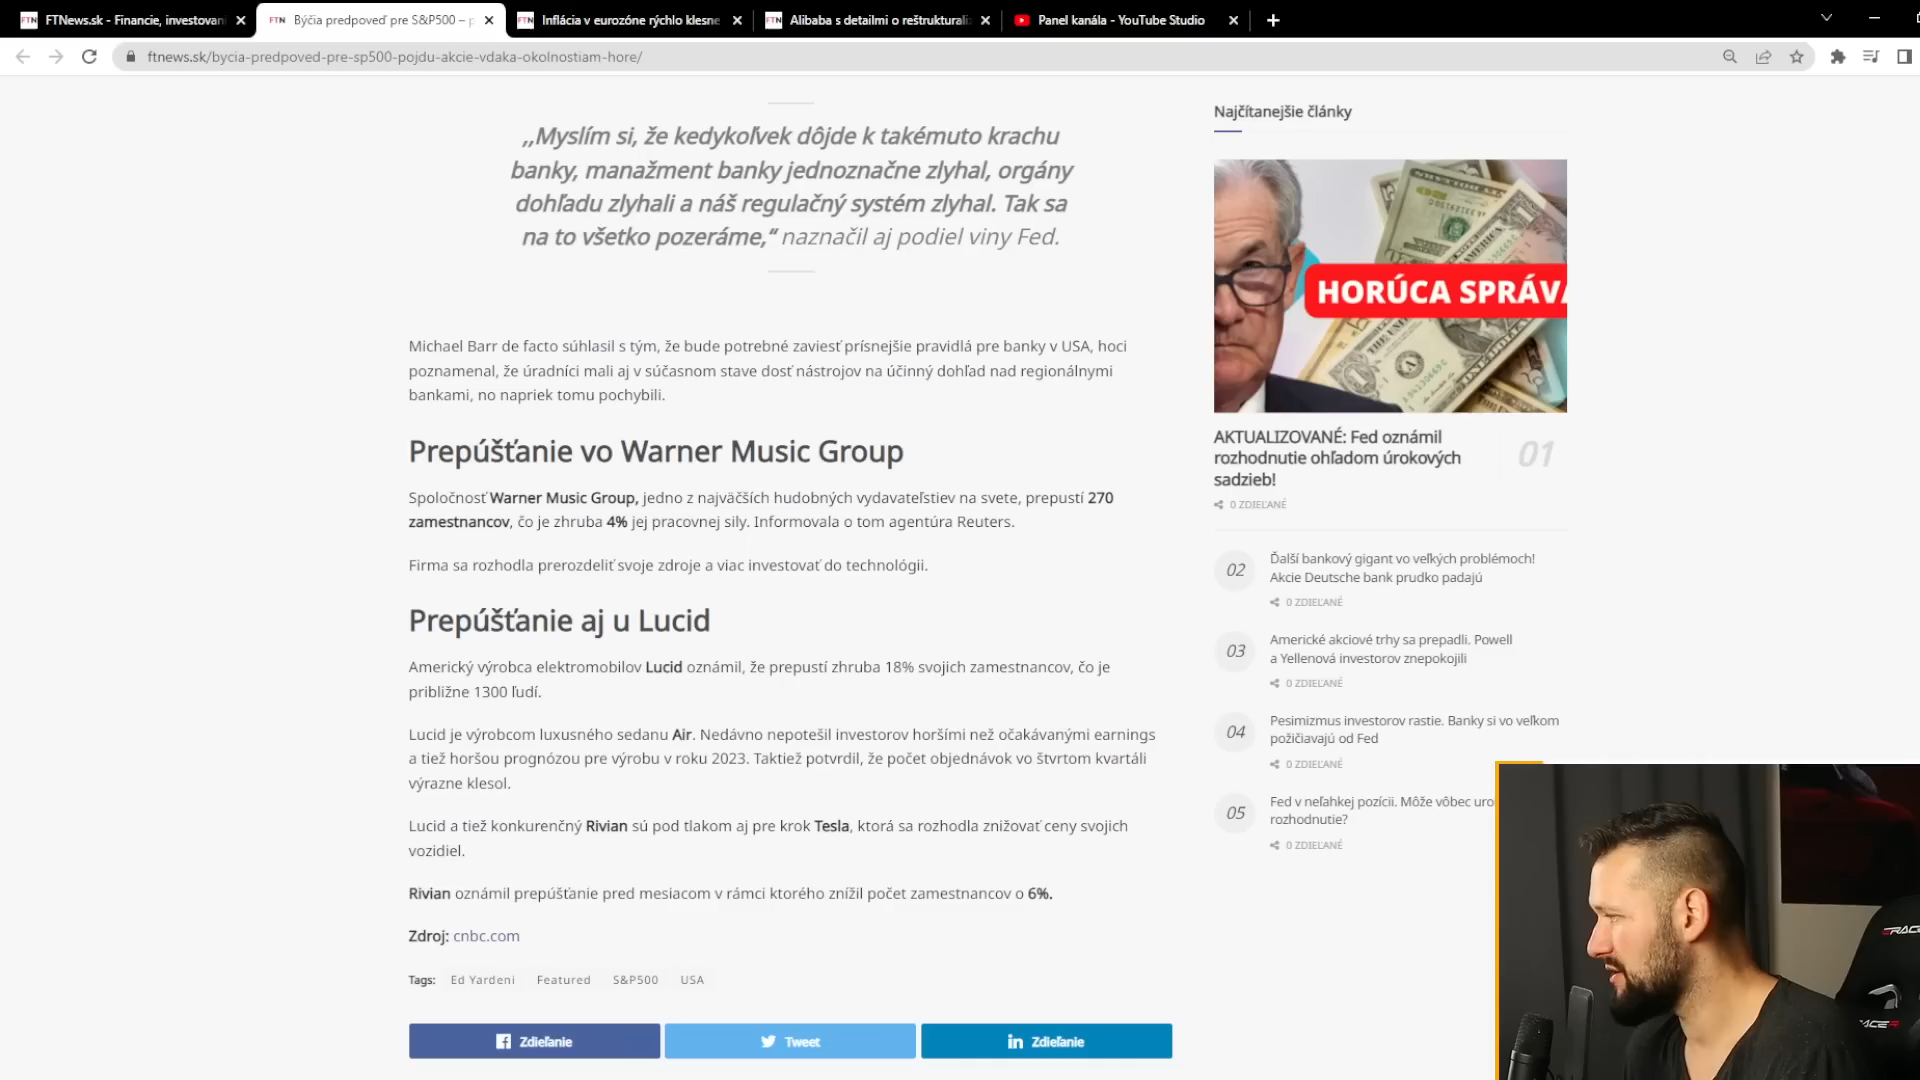 FTNews.sk - Financie, investovani
Býčia predpoveď pre S&P500 – p
Inflácia v eurozóne rýchlo klesne
Alibaba s detailmi o reštrukturali
Panel kanála - YouTube Studio
ftnews.sk/bycia-predpoved-pre-sp500-pojdu-akcie-vdaka-okolnostiam-hore/
,,Myslím si, že kedykoľvek dôjde k takémuto krachu
banky, manažment banky jednoznačne zlyhal, orgány
dohľadu zlyhali a náš regulačný systém zlyhal. Tak sa
na to všetko pozeráme,“ naznačil aj podiel viny Fed.
Michael Barr de facto súhlasil s tým, že bude potrebné zaviesť prísnejšie pravidlá pre banky v USA, hoci
poznamenal, že úradníci mali aj v súčasnom stave dosť nástrojov na účinný dohľad nad regionálnymi
bankami, no napriek tomu pochybili.
Prepúšťanie vo Warner Music Group
Spoločnosť Warner Music Group, jedno z najväčších hudobných vydavateľstiev na svete, prepustí 270
zamestnancov, čo je zhruba 4% jej pracovnej sily. Informovala o tom agentúra Reuters.
Firma sa rozhodla prerozdeliť svoje zdroje a viac investovať do technológii.
Prepúšťanie aj u Lucid
Americký výrobca elektromobilov Lucid oznámil, že prepustí zhruba 18% svojich zamestnancov, čo je
približne 1300 ľudí.
Lucid je výrobcom luxusného sedanu Air. Nedávno nepotešil investorov horšími než očakávanými earnings
a tiež horšou prognózou pre výrobu v roku 2023. Taktiež potvrdil, že počet objednávok vo štvrtom kvartáli
výrazne klesol.
Lucid a tiež konkurenčný Rivian sú pod tlakom aj pre krok Tesla, ktorá sa rozhodla znižovať ceny svojich
vozidiel.
Rivian oznámil prepúšťanie pred mesiacom v rámci ktorého znížil počet zamestnancov o 6%.
Zdroj: cnbc.com
Tags: Ed Yardeni Featured S&P500 USA
Zdieľanie
Tweet
Zdieľanie
Najčítanejšie články
HORÚCA SPRÁVA
AKTUALIZOVANÉ: Fed oznámil
rozhodnutie ohľadom úrokových
sadzieb!
01
0 ZDIEĽANÉ
02
Ďalší bankový gigant vo veľkých problémoch!
Akcie Deutsche bank prudko padajú
0 ZDIEĽANÉ
03
Americké akciové trhy sa prepadli. Powell
a Yellenová investorov znepokojili
0 ZDIEĽANÉ
04
Pesimizmus investorov rastie. Banky si vo veľkom
požičiavajú od Fed
0 ZDIEĽANÉ
05
Fed v neľahkej pozícii. Môže vôbec uro
rozhodnutie?
0 ZDIEĽANÉ